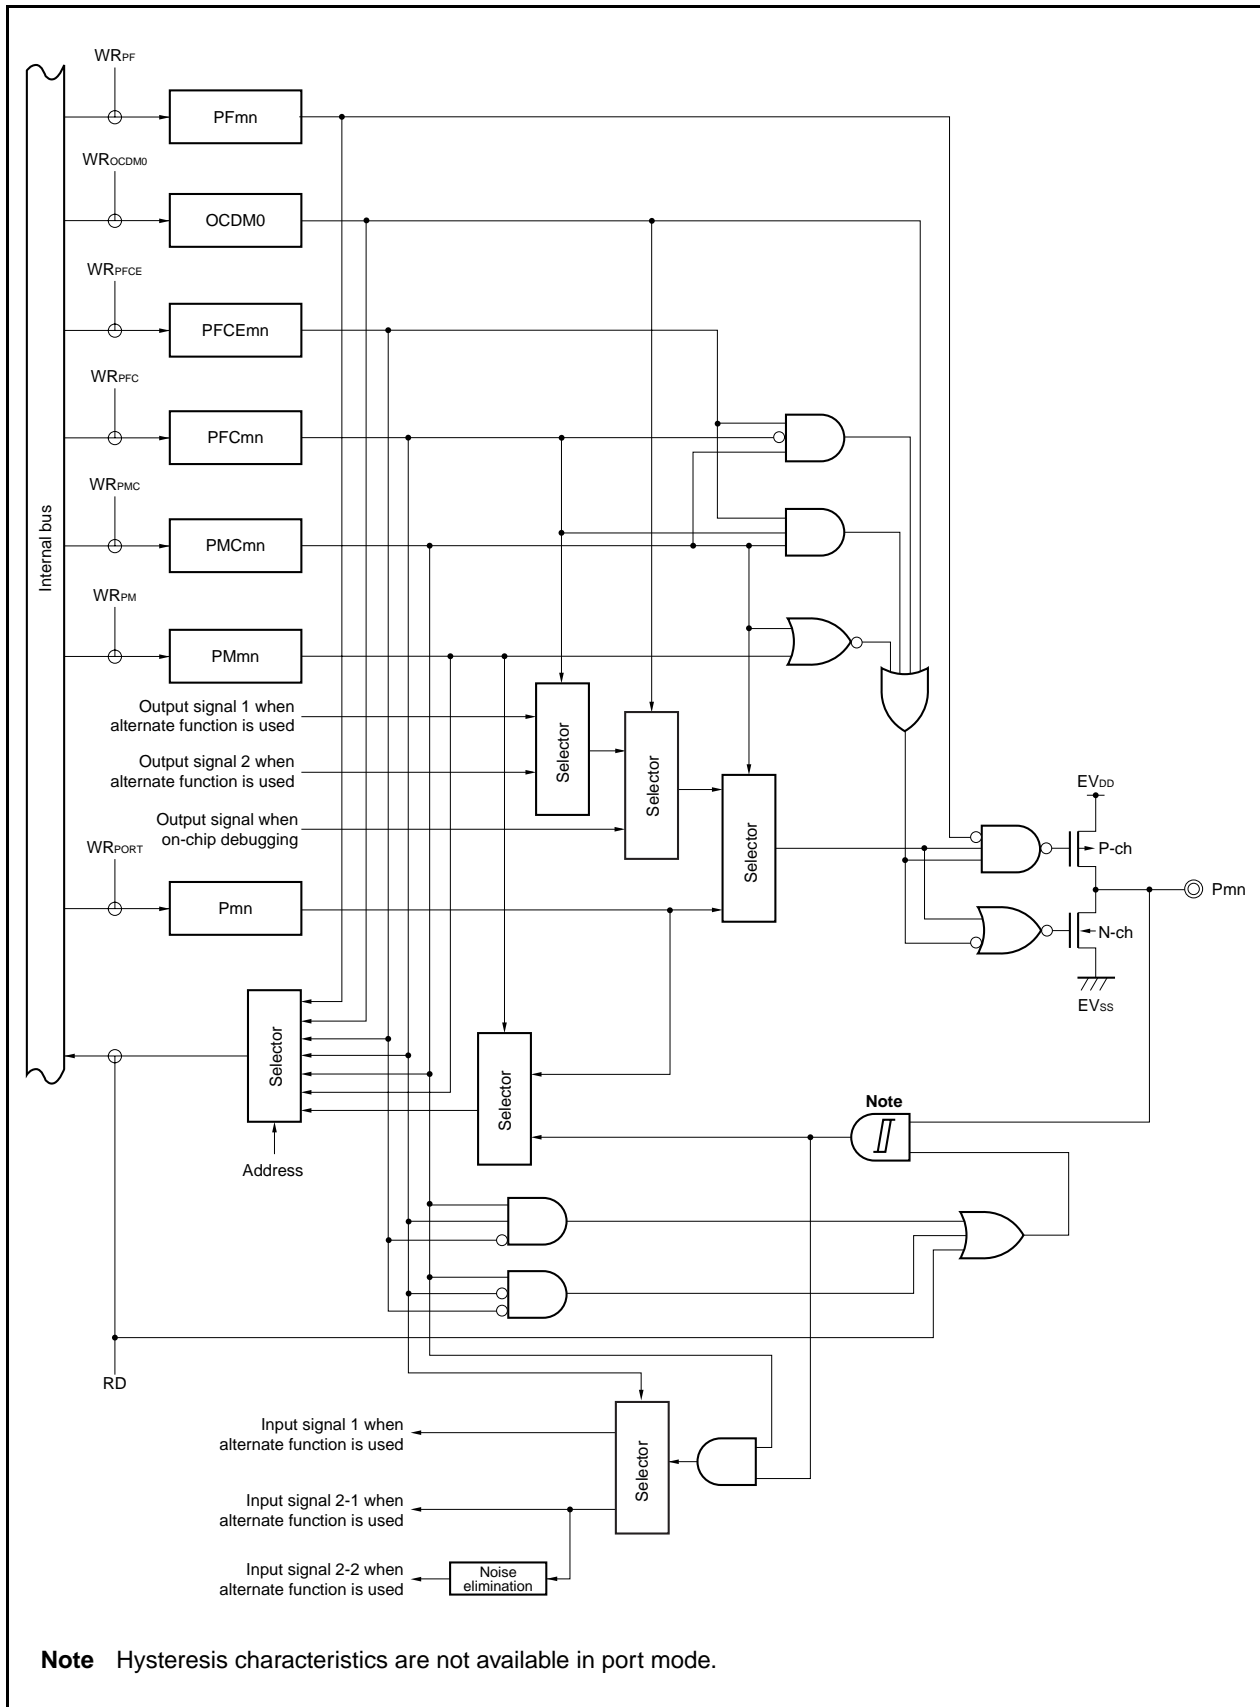 WRPF
PFmn
WROCDM0
OCDM0
WRPFCE
PFCEmn
WRPFC
PFCmn
WRPMC
PMCmn
Internal bus
WRPM
PMmn
Output signal 1 when
alternate function is used
Output signal 2 when
alternate function is used
Output signal when
on-chip debugging
Selector
Selector
Selector
WRPORT
Pmn
EVDD
P-ch
Pmn
N-ch
EVSS
Selector
Selector
Address
Note
RD
Input signal 1 when
alternate function is used
Input signal 2-1 when
alternate function is used
Input signal 2-2 when
alternate function is used
Selector
Noise
elimination
Note Hysteresis characteristics are not available in port mode.